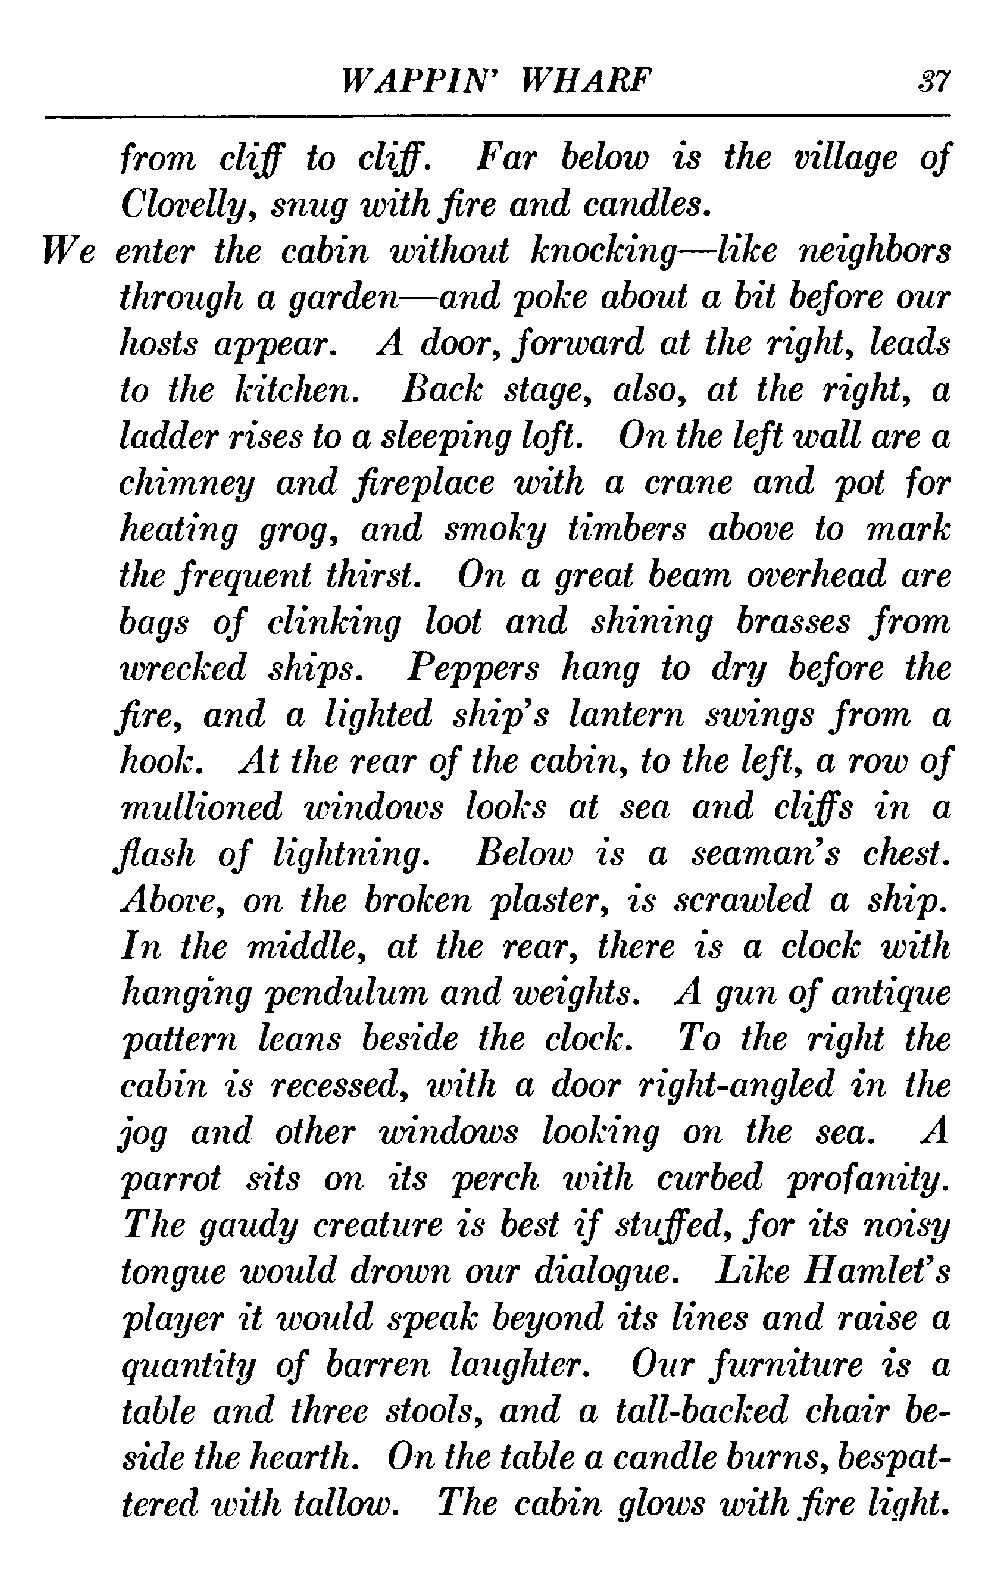 WAPPIN' WHARF 37
from cliff to cliff. Far below is the village of
Clovelly, snug with fire and candles.
We enter the cabin without knocking—like neighbors
through a garden—and poke about a bit before our
hosts appear. A door, forward at the right, leads
to the kitchen. Back stage, also, at the right, a
ladder rises to a sleeping loft. On the left wall are a
chimney and fireplace with a crane and pot for
heating grog, and smoky timbers above to mark
the frequent thirst. On a great beam overhead are
bags of clinking loot and shining brasses from
wrecked ships. Peppers hang to dry before the
fire, and a lighted ship's lantern swings from a
hook. At the rear of the cabin, to the left, a row of
mullioned windows looks at sea and cliffs in a
flash of lightning. Below is a seaman's chest.
Above, on the broken plaster, is scrawled a ship.
In the middle, at the rear, there is a clock with
hanging pendulum and weights. A gun of antique
pattern leans beside the clock. To the right the
cabin is recessed, with a door right-angled in the
jog and other windows looking on the sea. A
parrot sits on its perch with curbed profanity.
The gaudy creature is best if stuffed, for its noisy
tongue would drown our dialogue. Like Hamlet's
player it would speak beyond its lines and raise a
quantity of barren laughter. Our furniture is a
table and three stools, and a tall-backed chair be-
side the hearth. On the table a candle burns, bespat-
tered with tallow. The cabin glows with fire light.